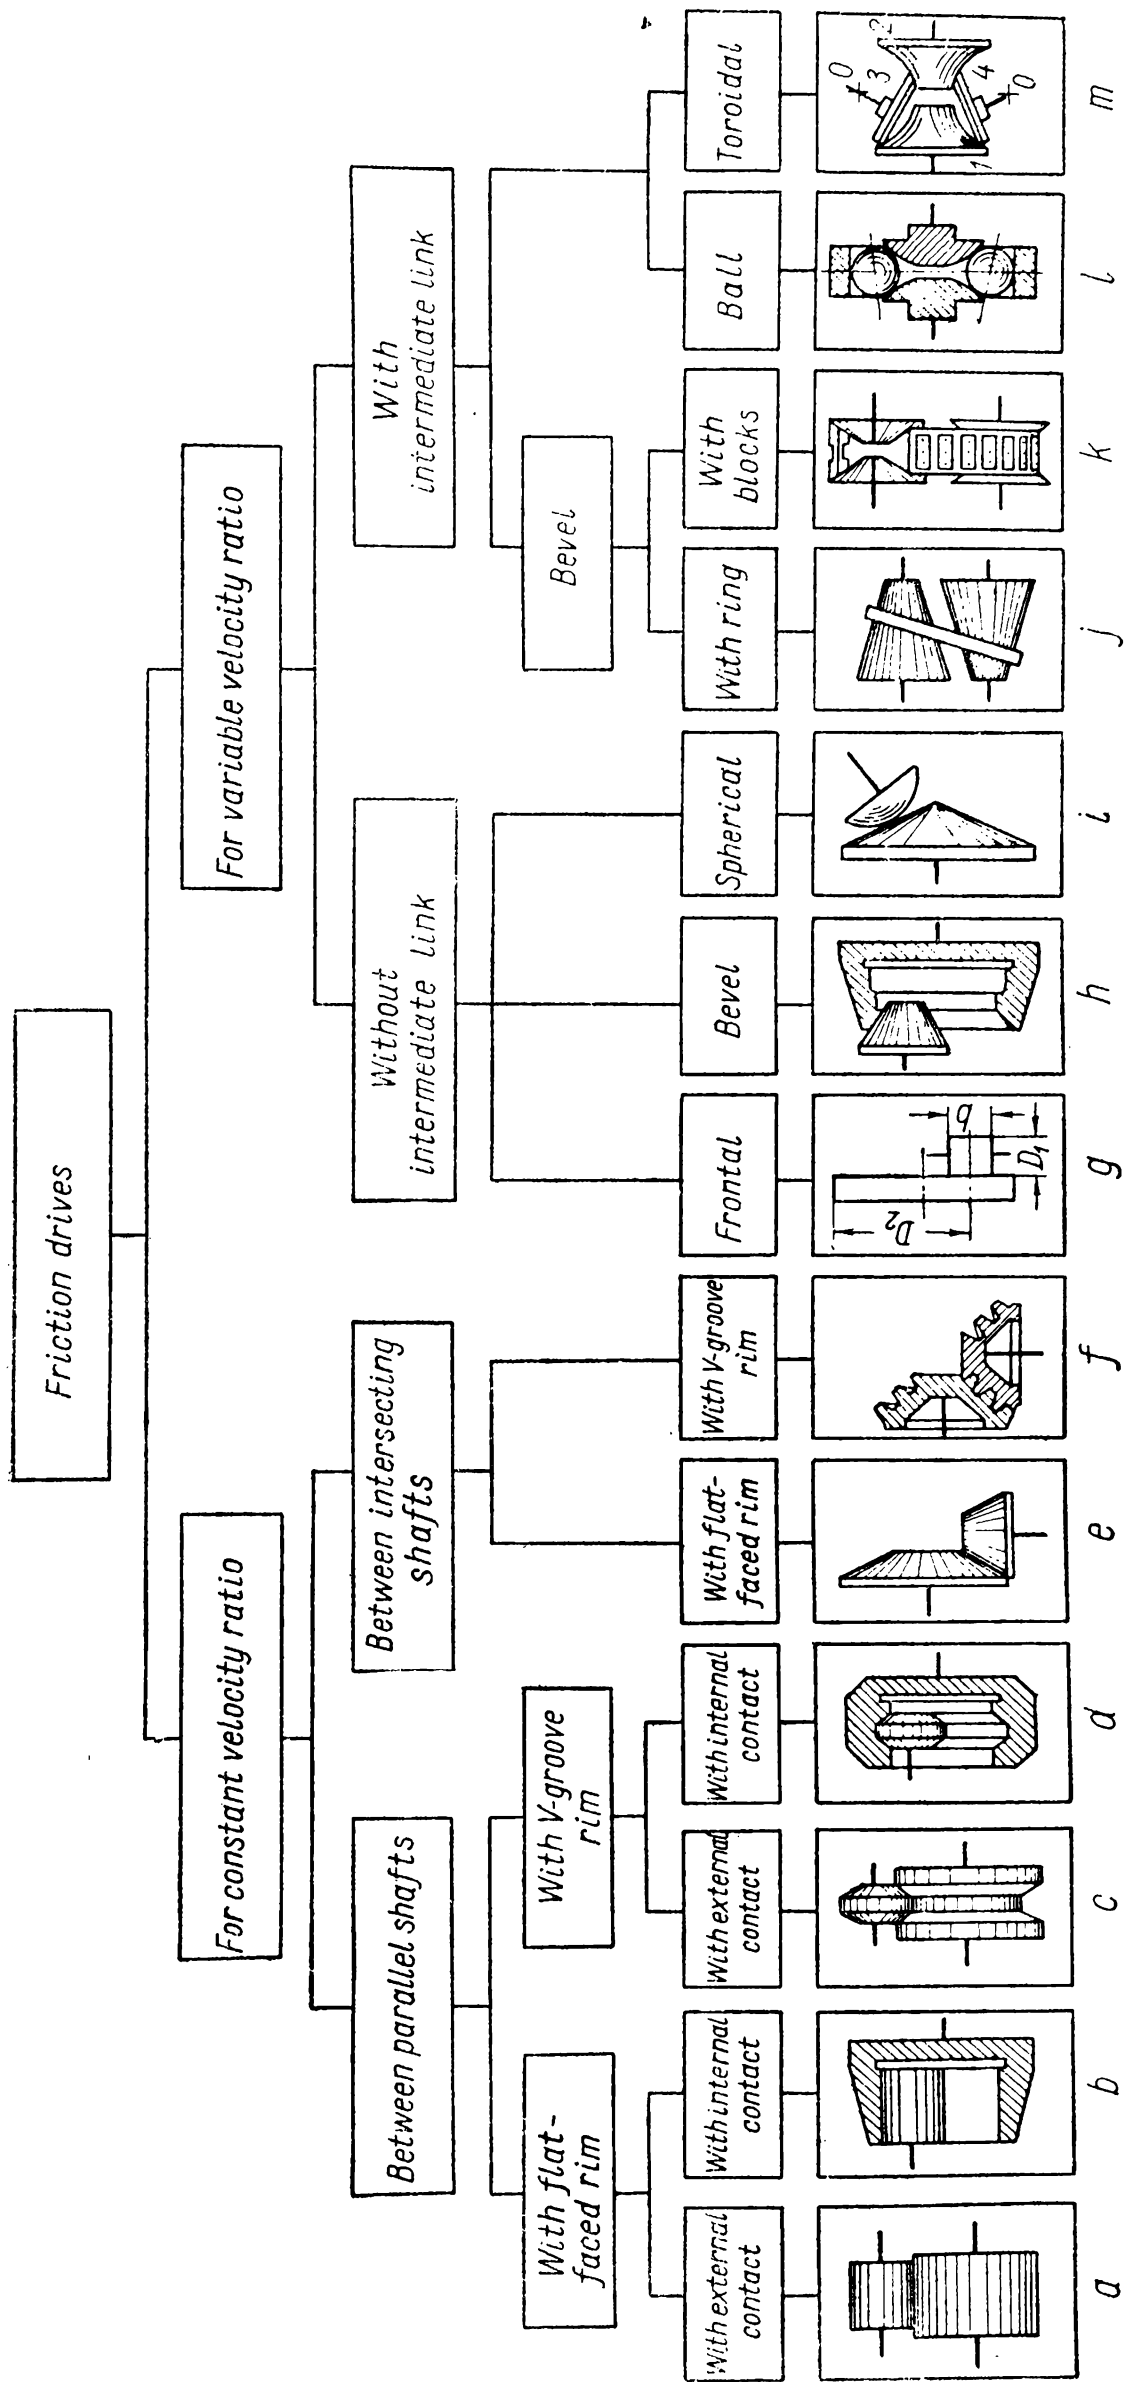 Friction drives
For constant velocity ratio
For variable velocity ratio
Between parallel shafts
Between intersecting
shafts
Without
intermediate link
With
intermediate link
With flat-
faced rim
With V-groove
rim
Bevel
With external
contact
With internal
contact
With external
contact
With internal
contact
With flat-
faced rim
With V-groove
rim
Frontal
Bevel
Spherical
With ring
With
blocks
Ball
Toroidal
D2
b
D1
1
2
3
4
O
O
a
b
c
d
e
f
g
h
i
j
k
l
m